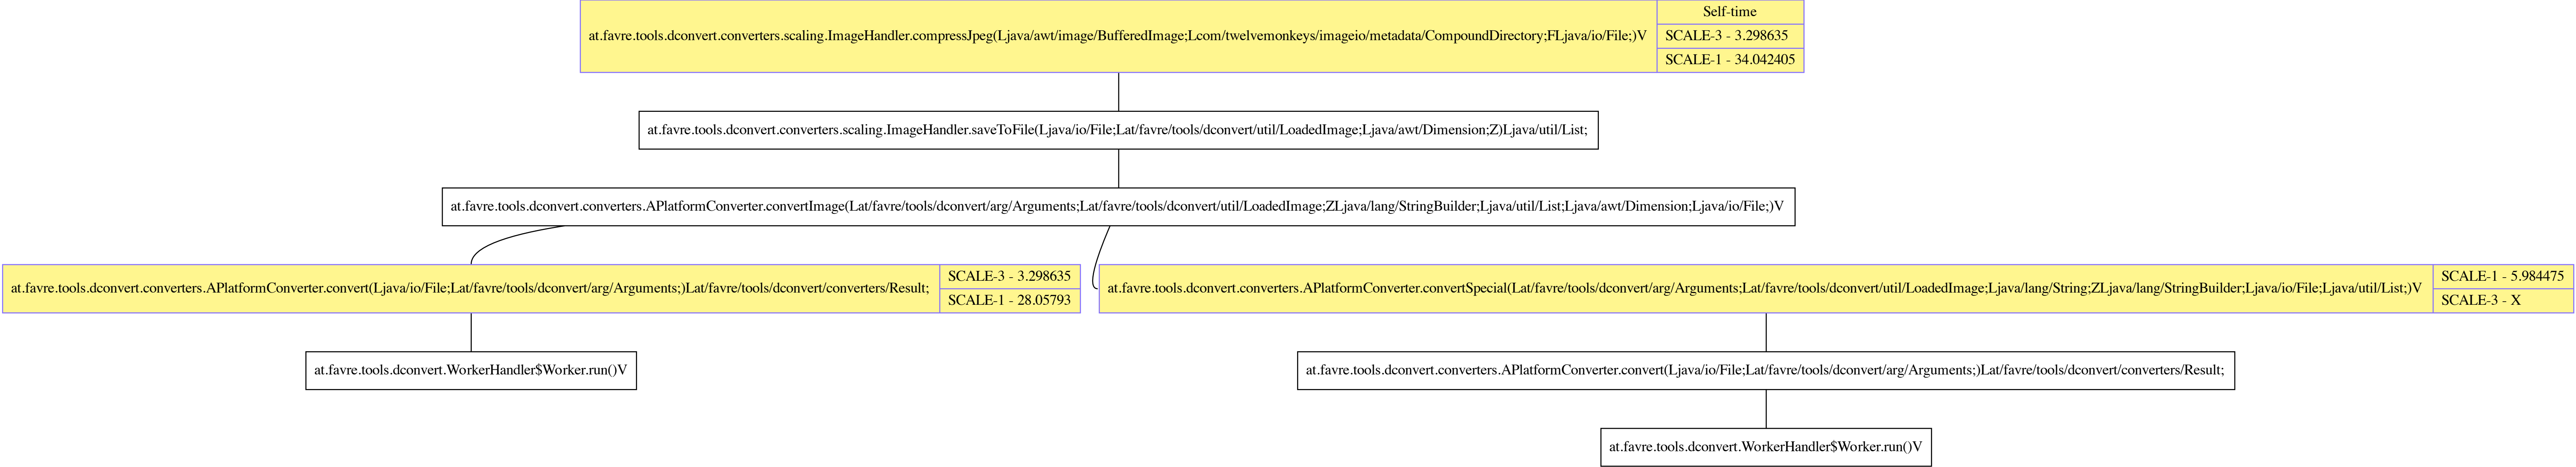 at.favre.tools.dconvert.converters.scaling.ImageHandler.compressJpeg(Ljava/awt/image/BufferedImage;Lcom/twelvemonkeys/imageio/metadata/CompoundDirectory;FLjava/io/File;)V
Self-time
SCALE-3 - 3.298635
SCALE-1 - 34.042405
at.favre.tools.dconvert.converters.scaling.ImageHandler.saveToFile(Ljava/io/File;Lat/favre/tools/dconvert/util/LoadedImage;Ljava/awt/Dimension;Z)Ljava/util/List;
at.favre.tools.dconvert.converters.APlatformConverter.convertImage(Lat/favre/tools/dconvert/arg/Arguments;Lat/favre/tools/dconvert/util/LoadedImage;ZLjava/lang/StringBuilder;Ljava/util/List;Ljava/awt/Dimension;Ljava/io/File;)V
at.favre.tools.dconvert.converters.APlatformConverter.convert(Ljava/io/File;Lat/favre/tools/dconvert/arg/Arguments;)Lat/favre/tools/dconvert/converters/Result;
SCALE-3 - 3.298635
SCALE-1 - 28.05793
at.favre.tools.dconvert.converters.APlatformConverter.convertSpecial(Lat/favre/tools/dconvert/arg/Arguments;Lat/favre/tools/dconvert/util/LoadedImage;Ljava/lang/String;ZLjava/lang/StringBuilder;Ljava/io/File;Ljava/util/List;)V
SCALE-1 - 5.984475
SCALE-3 - X
at.favre.tools.dconvert.WorkerHandler$Worker.run()V
at.favre.tools.dconvert.converters.APlatformConverter.convert(Ljava/io/File;Lat/favre/tools/dconvert/arg/Arguments;)Lat/favre/tools/dconvert/converters/Result;
at.favre.tools.dconvert.WorkerHandler$Worker.run()V